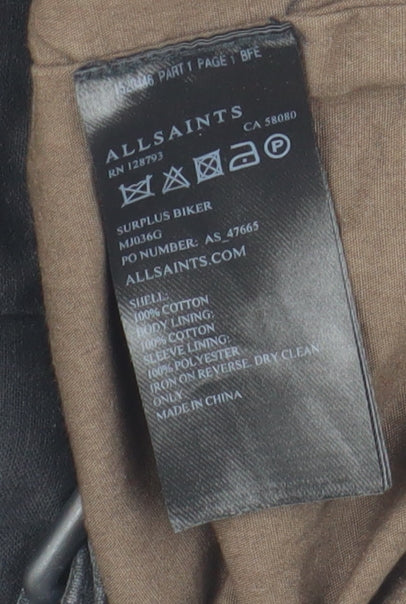 PART 1 PAGE 1 BFE
ALLSAINTS
RN 128793 CA 58080
P
SURPLUS BIKER
MJ036G
PO NUMBER: AS_47665
ALLSAINTS.COM
SHELL:
100% COTTON
BODY LINING:
100% COTTON
SLEEVE LINING:
100% POLYESTER
IRON ON REVERSE. DRY CLEAN
ONLY
MADE IN CHINA